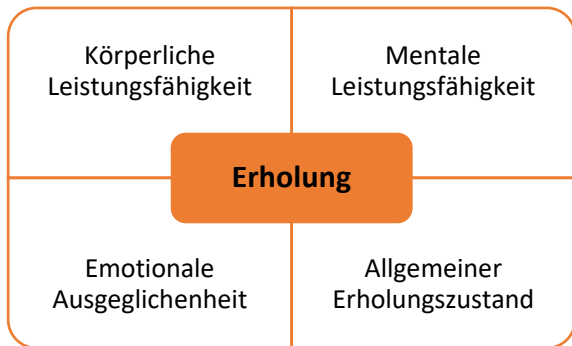 Körperliche
Leistungsfähigkeit
Mentale
Leistungsfähigkeit
Erholung
Emotionale
Ausgeglichenheit
Allgemeiner
Erholungszustand